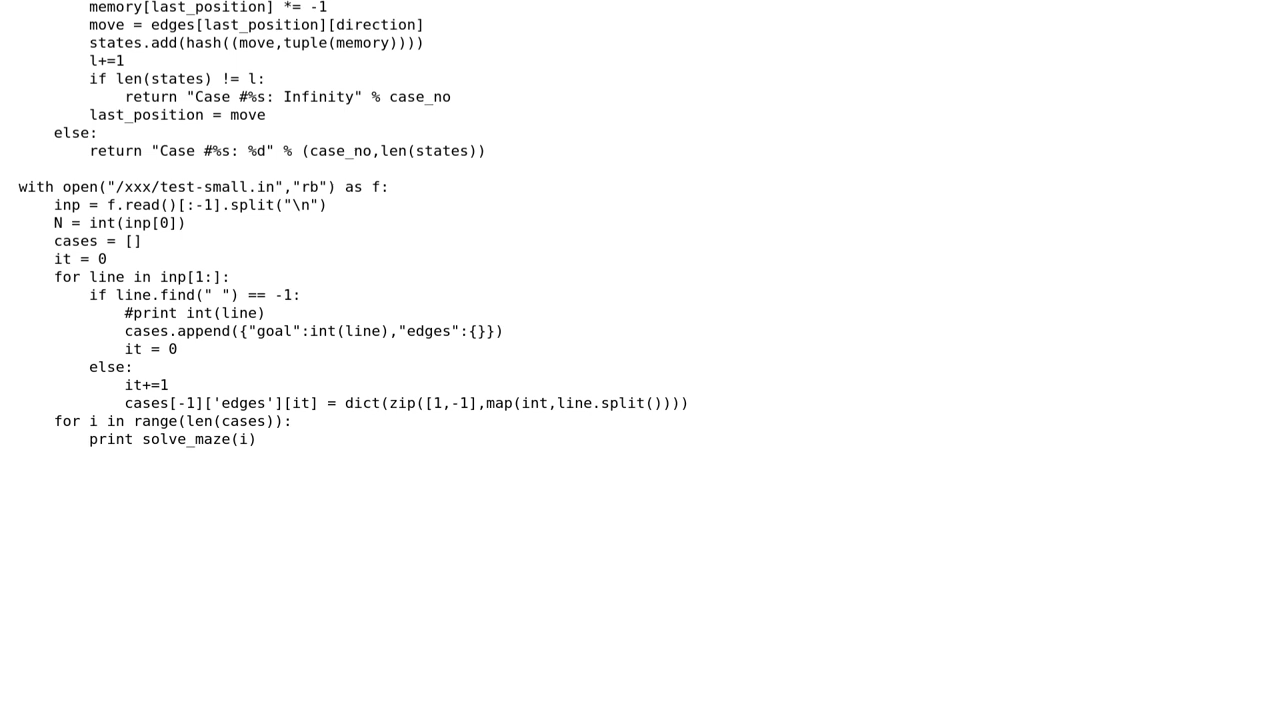 memory[last_position] *= -1
        move = edges[last_position][direction]
        states.add(hash((move,tuple(memory))))
        l+=1
        if len(states) != l:
            return "Case #%s: Infinity" % case_no
        last_position = move
    else:
        return "Case #%s: %d" % (case_no,len(states))

with open("/xxx/test-small.in","rb") as f:
    inp = f.read()[:-1].split("\n")
    N = int(inp[0])
    cases = []
    it = 0
    for line in inp[1:]:
        if line.find(" ") == -1:
            #print int(line)
            cases.append({"goal":int(line),"edges":{}})
            it = 0
        else:
            it+=1
            cases[-1]['edges'][it] = dict(zip([1,-1],map(int,line.split())))
    for i in range(len(cases)):
        print solve_maze(i)